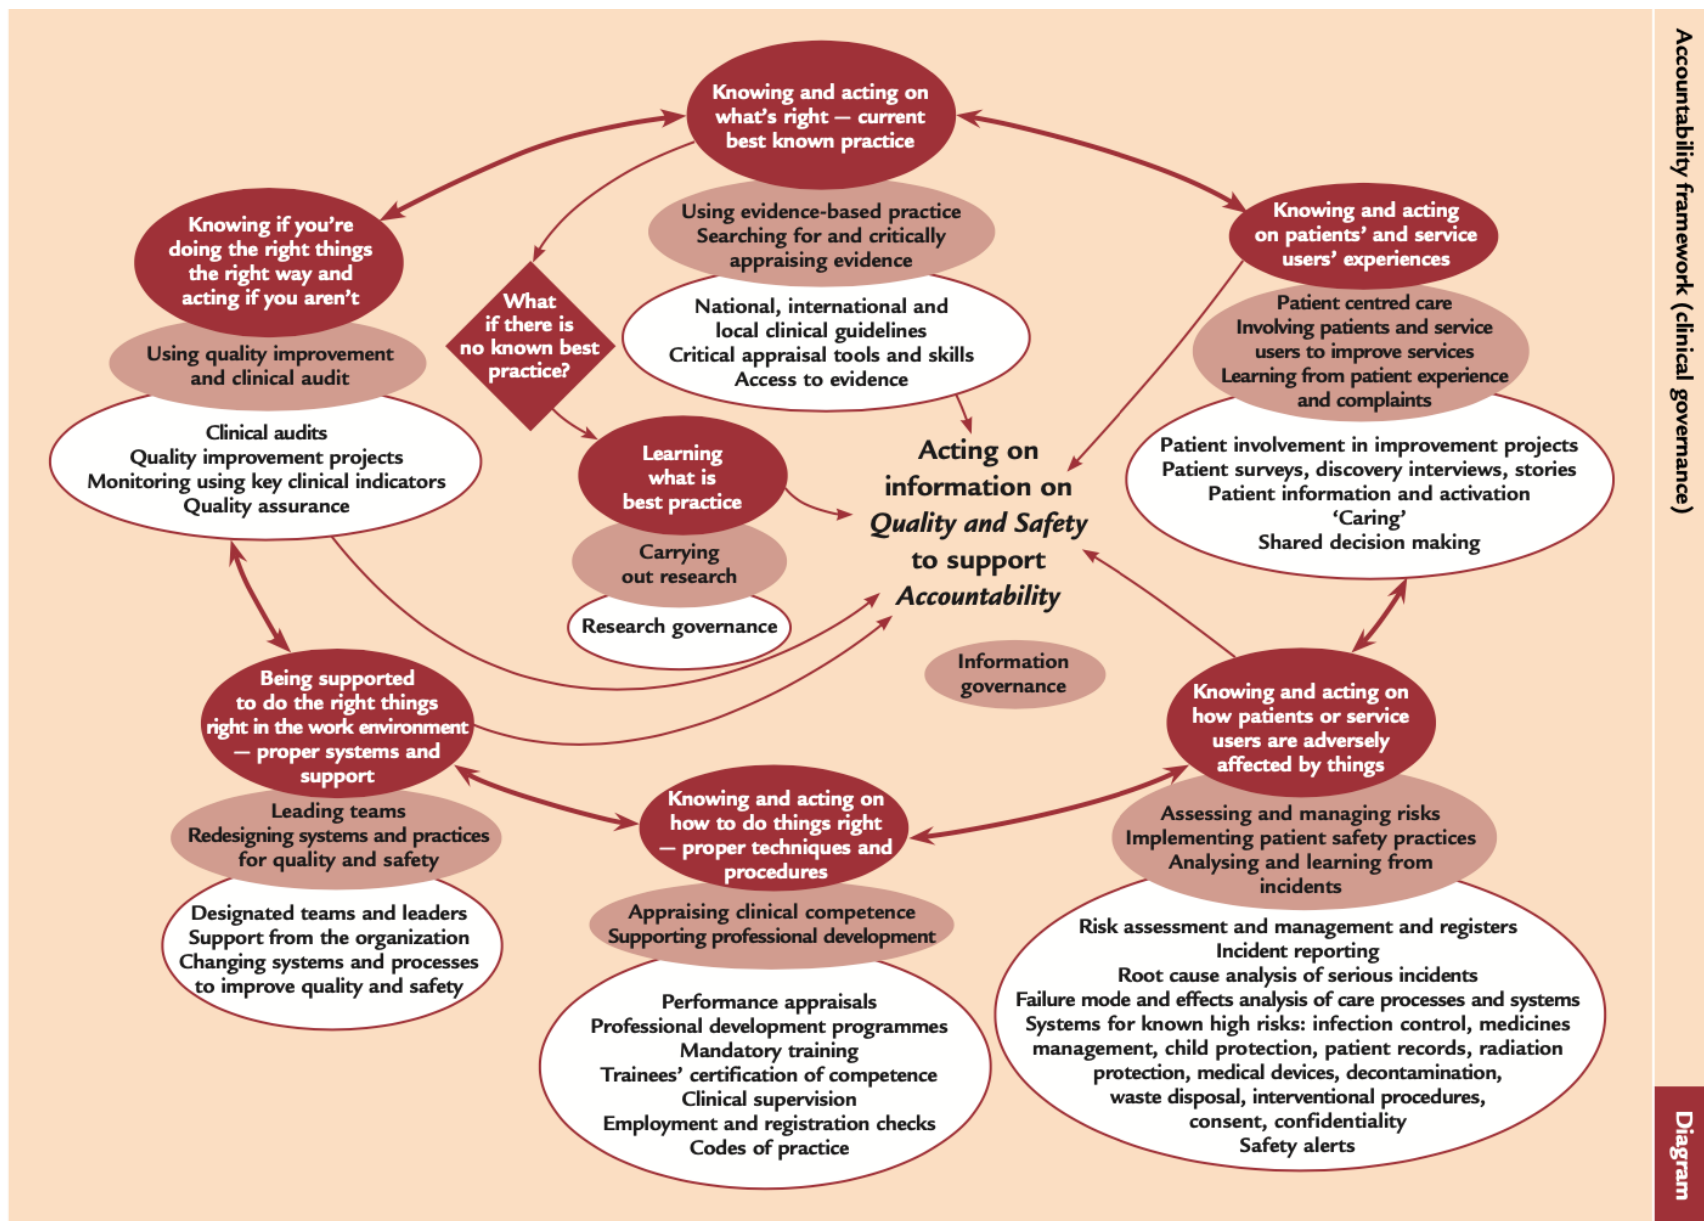 Knowing and acting on
what's right — current
best known practice
Using evidence-based practice
Searching for and critically
appraising evidence
National, international and
local clinical guidelines
Critical appraisal tools and skills
Access to evidence
Knowing if you're
doing the right things
the right way and
acting if you aren't
Using quality improvement
and clinical audit
Clinical audits
Quality improvement projects
Monitoring using key clinical indicators
Quality assurance
What
if there is
no known best
practice?
Learning
what is
best practice
Carrying
out research
Research governance
Acting on
information on
Quality and Safety
to support
Accountability
Information
governance
Knowing and acting
on patients' and service
users' experiences
Patient centred care
Involving patients and service
users to improve services
Learning from patient experience
and complaints
Patient involvement in improvement projects
Patient surveys, discovery interviews, stories
Patient information and activation
‘Caring’
Shared decision making
Being supported
to do the right things
right in the work environment
— proper systems and
support
Leading teams
Redesigning systems and practices
for quality and safety
Designated teams and leaders
Support from the organization
Changing systems and processes
to improve quality and safety
Knowing and acting on
how to do things right
— proper techniques and
procedures
Appraising clinical competence
Supporting professional development
Performance appraisals
Professional development programmes
Mandatory training
Trainees' certification of competence
Clinical supervision
Employment and registration checks
Codes of practice
Knowing and acting on
how patients or service
users are adversely
affected by things
Assessing and managing risks
Implementing patient safety practices
Analysing and learning from
incidents
Risk assessment and management and registers
Incident reporting
Root cause analysis of serious incidents
Failure mode and effects analysis of care processes and systems
Systems for known high risks: infection control, medicines
management, child protection, patient records, radiation
protection, medical devices, decontamination,
waste disposal, interventional procedures,
consent, confidentiality
Safety alerts
Accountability framework (clinical governance)
Diagram